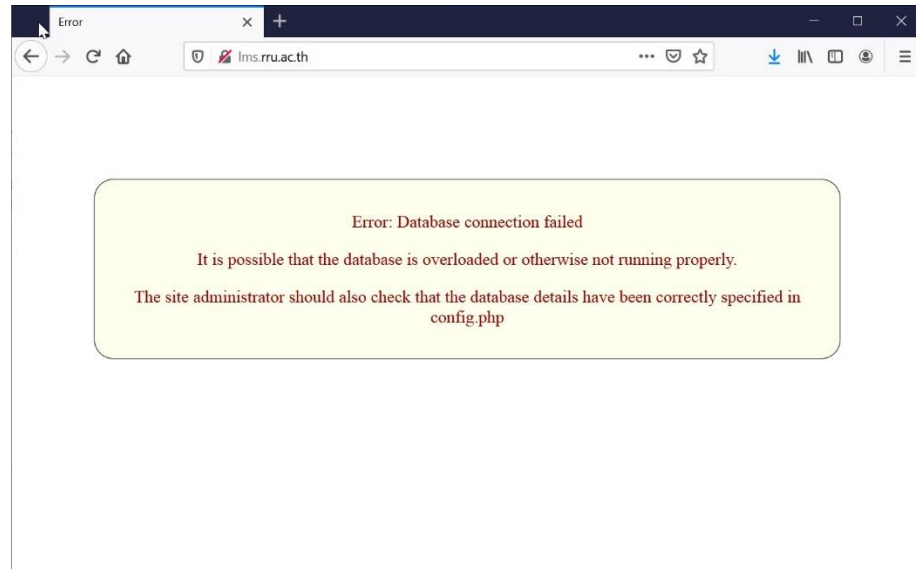 Error
lms.rru.ac.th
Error: Database connection failed
It is possible that the database is overloaded or otherwise not running properly.
The site administrator should also check that the database details have been correctly specified in
config.php